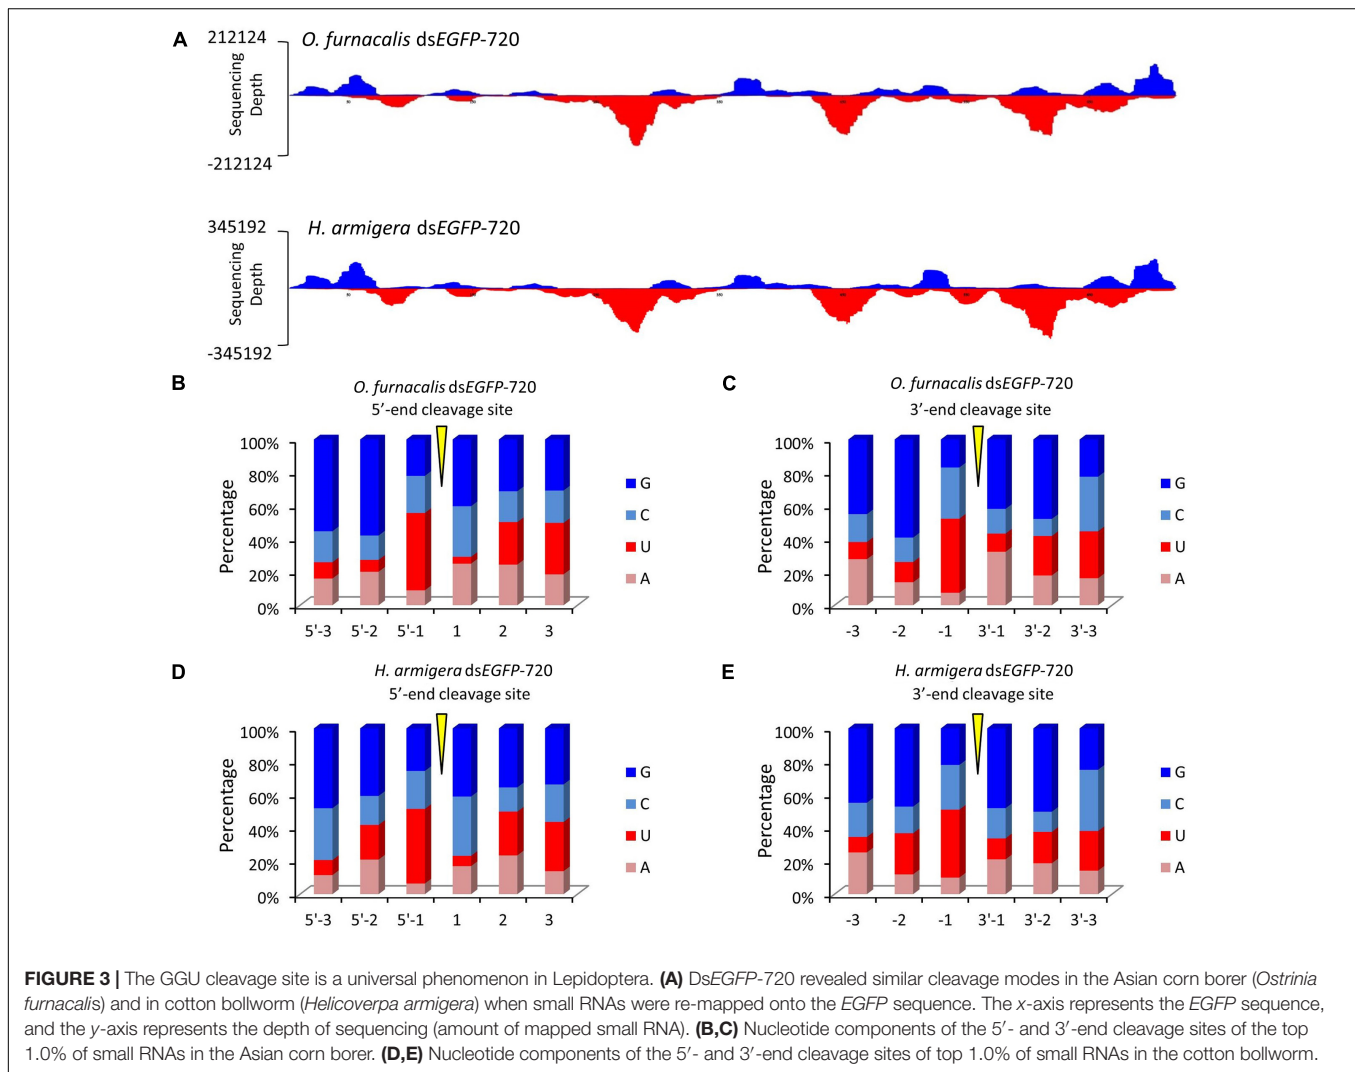 A
212124
O. furnacalis dsEGFP-720
Sequencing
Depth
-212124
345192
H. armigera dsEGFP-720
Sequencing
Depth
-345192
B
O. furnacalis dsEGFP-720
5′-end cleavage site
100%
80%
60%
40%
20%
0%
Percentage
5'-3 5'-2 5'-1 1 2 3
G
C
U
A
C
O. furnacalis dsEGFP-720
3′-end cleavage site
100%
80%
60%
40%
20%
0%
Percentage
-3 -2 -1 3'-1 3'-2 3'-3
G
C
U
A
D
H. armigera dsEGFP-720
5′-end cleavage site
100%
80%
60%
40%
20%
0%
Percentage
5'-3 5'-2 5'-1 1 2 3
G
C
U
A
E
H. armigera dsEGFP-720
3′-end cleavage site
100%
80%
60%
40%
20%
0%
Percentage
-3 -2 -1 3'-1 3'-2 3'-3
G
C
U
A
FIGURE 3 | The GGU cleavage site is a universal phenomenon in Lepidoptera. (A) DsEGFP-720 revealed similar cleavage modes in the Asian corn borer (Ostrinia
furnacalis) and in cotton bollworm (Helicoverpa armigera) when small RNAs were re-mapped onto the EGFP sequence. The x-axis represents the EGFP sequence,
and the y-axis represents the depth of sequencing (amount of mapped small RNA). (B,C) Nucleotide components of the 5′- and 3′-end cleavage sites of the top
1.0% of small RNAs in the Asian corn borer. (D,E) Nucleotide components of the 5′- and 3′-end cleavage sites of top 1.0% of small RNAs in the cotton bollworm.